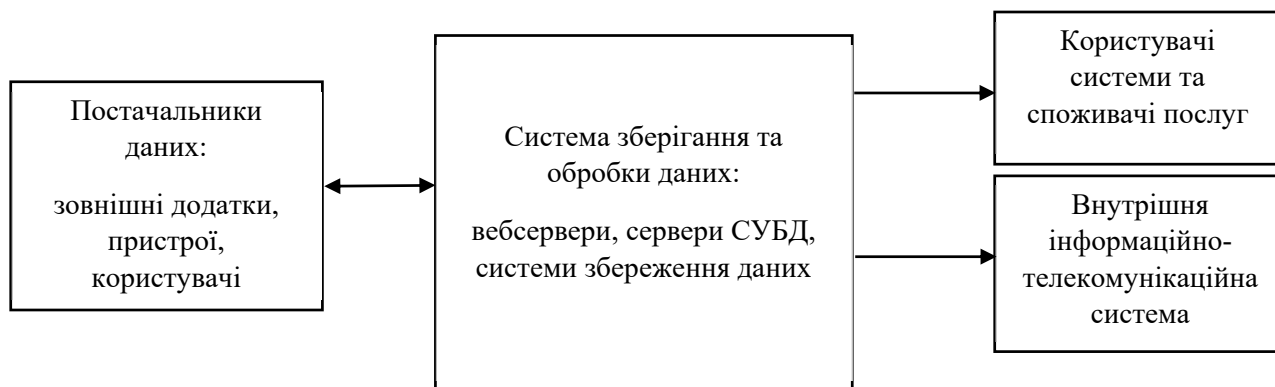 Постачальники
даних:
зовнішні додатки,
пристрої,
користувачі
Система зберігання та
обробки даних:
вебсервери, сервери СУБД,
системи збереження даних
Користувачі
системи та
споживачі послуг
Внутрішня
інформаційно-
телекомунікаційна
система